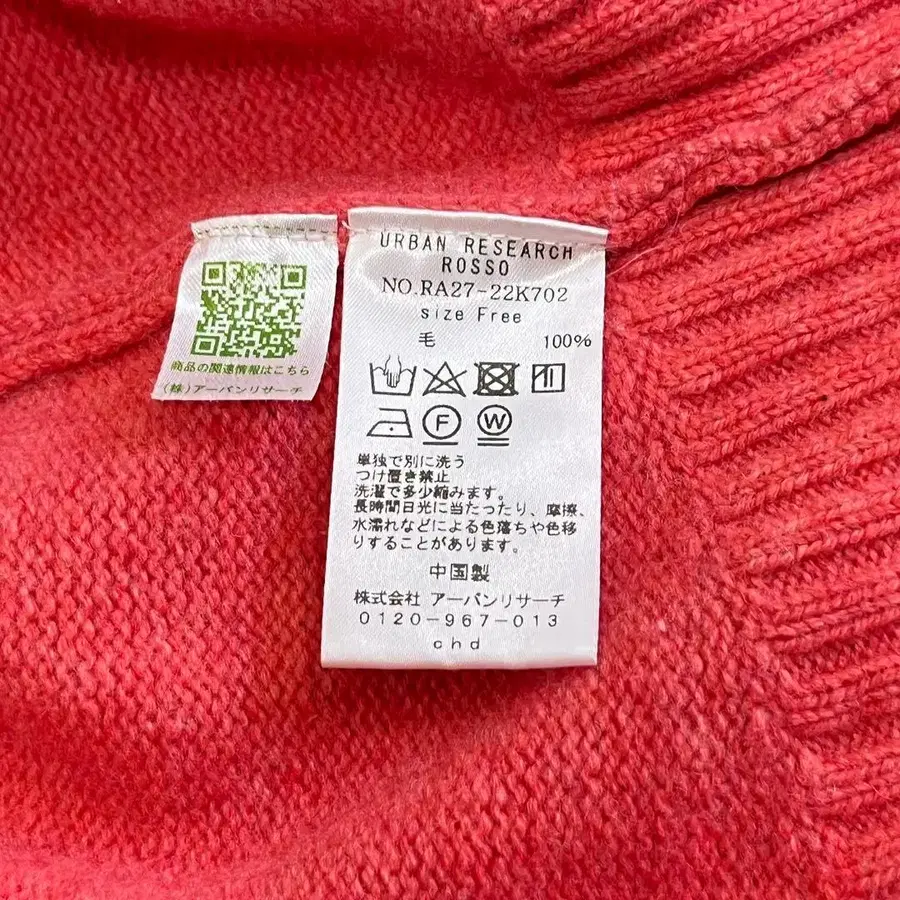 商品の関連情報はこちら
(株)アーバンリサーチ
URBAN RESEARCH
ROSSO
NO.RA27-22K702
size Free
毛 100%
F W
単独で別に洗う
つけ置き禁止
洗濯で多少縮みます。
長時間日光に当たったり、摩擦、
水濡れなどによる色落ちや色移
りすることがあります。
中国製
株式会社 アーバンリサーチ
0120-967-013
chd